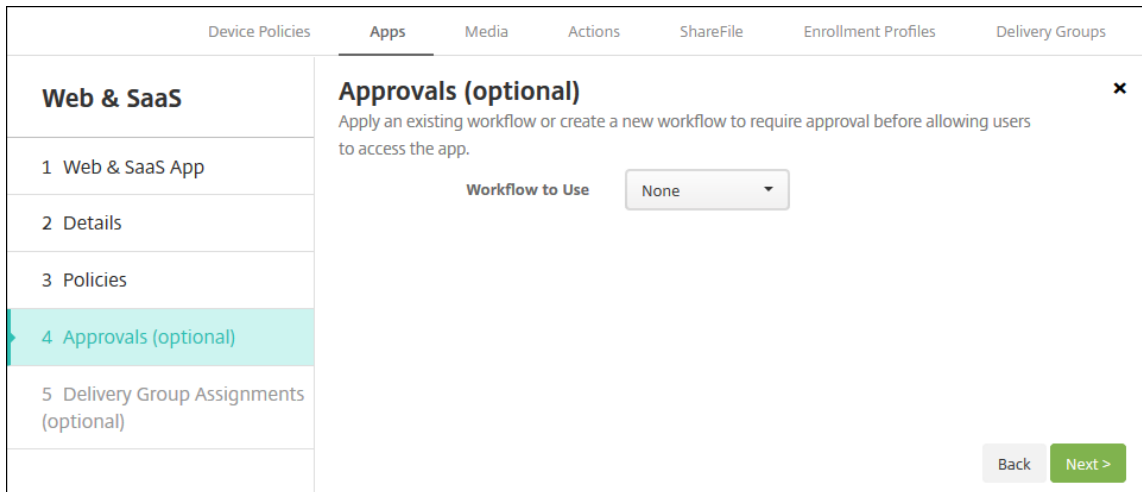 Device Policies Apps Media Actions ShareFile Enrollment Profiles Delivery Groups
Web & SaaS
1 Web & SaaS App
2 Details
3 Policies
4 Approvals (optional)
5 Delivery Group Assignments
(optional)
Approvals (optional)
Apply an existing workflow or create a new workflow to require approval before allowing users
to access the app.
Workflow to Use None
Back Next >